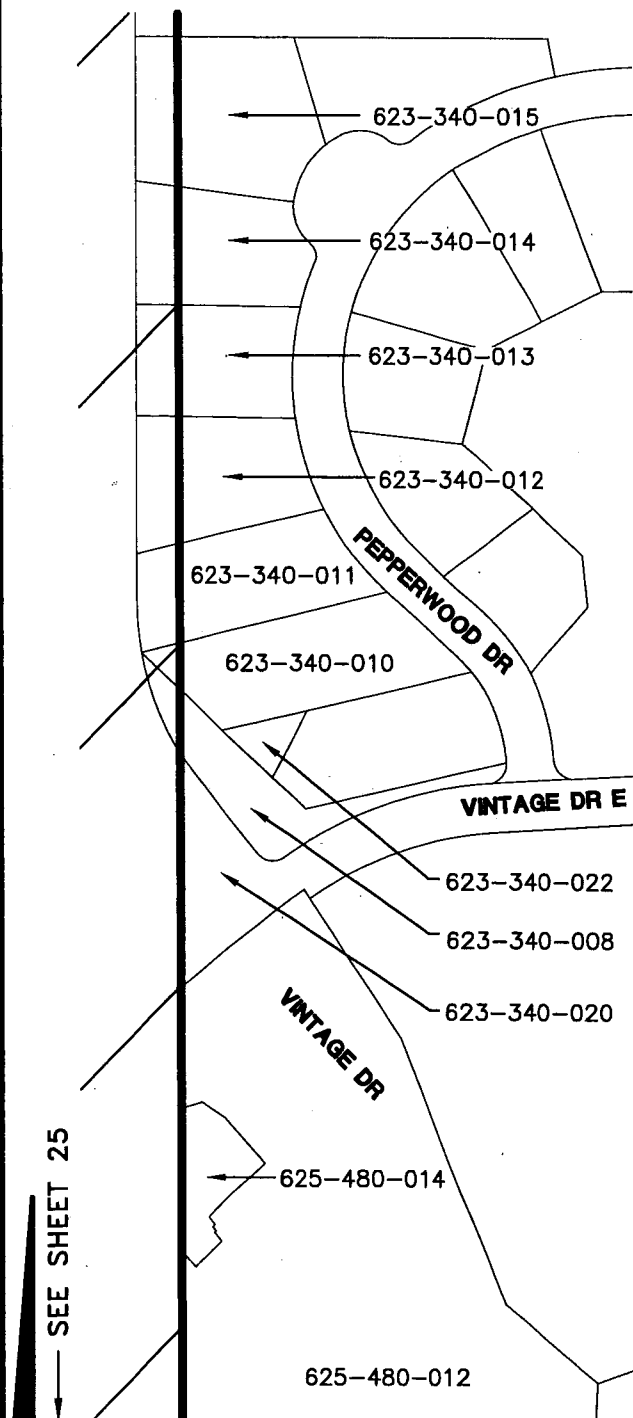 623-340-015
623-340-014
623-340-013
623-340-012
623-340-011
PEPPERWOOD DR
623-340-010
VINTAGE DR E
623-340-022
623-340-008
623-340-020
VINTAGE DR
SEE SHEET 25
625-480-014
625-480-012